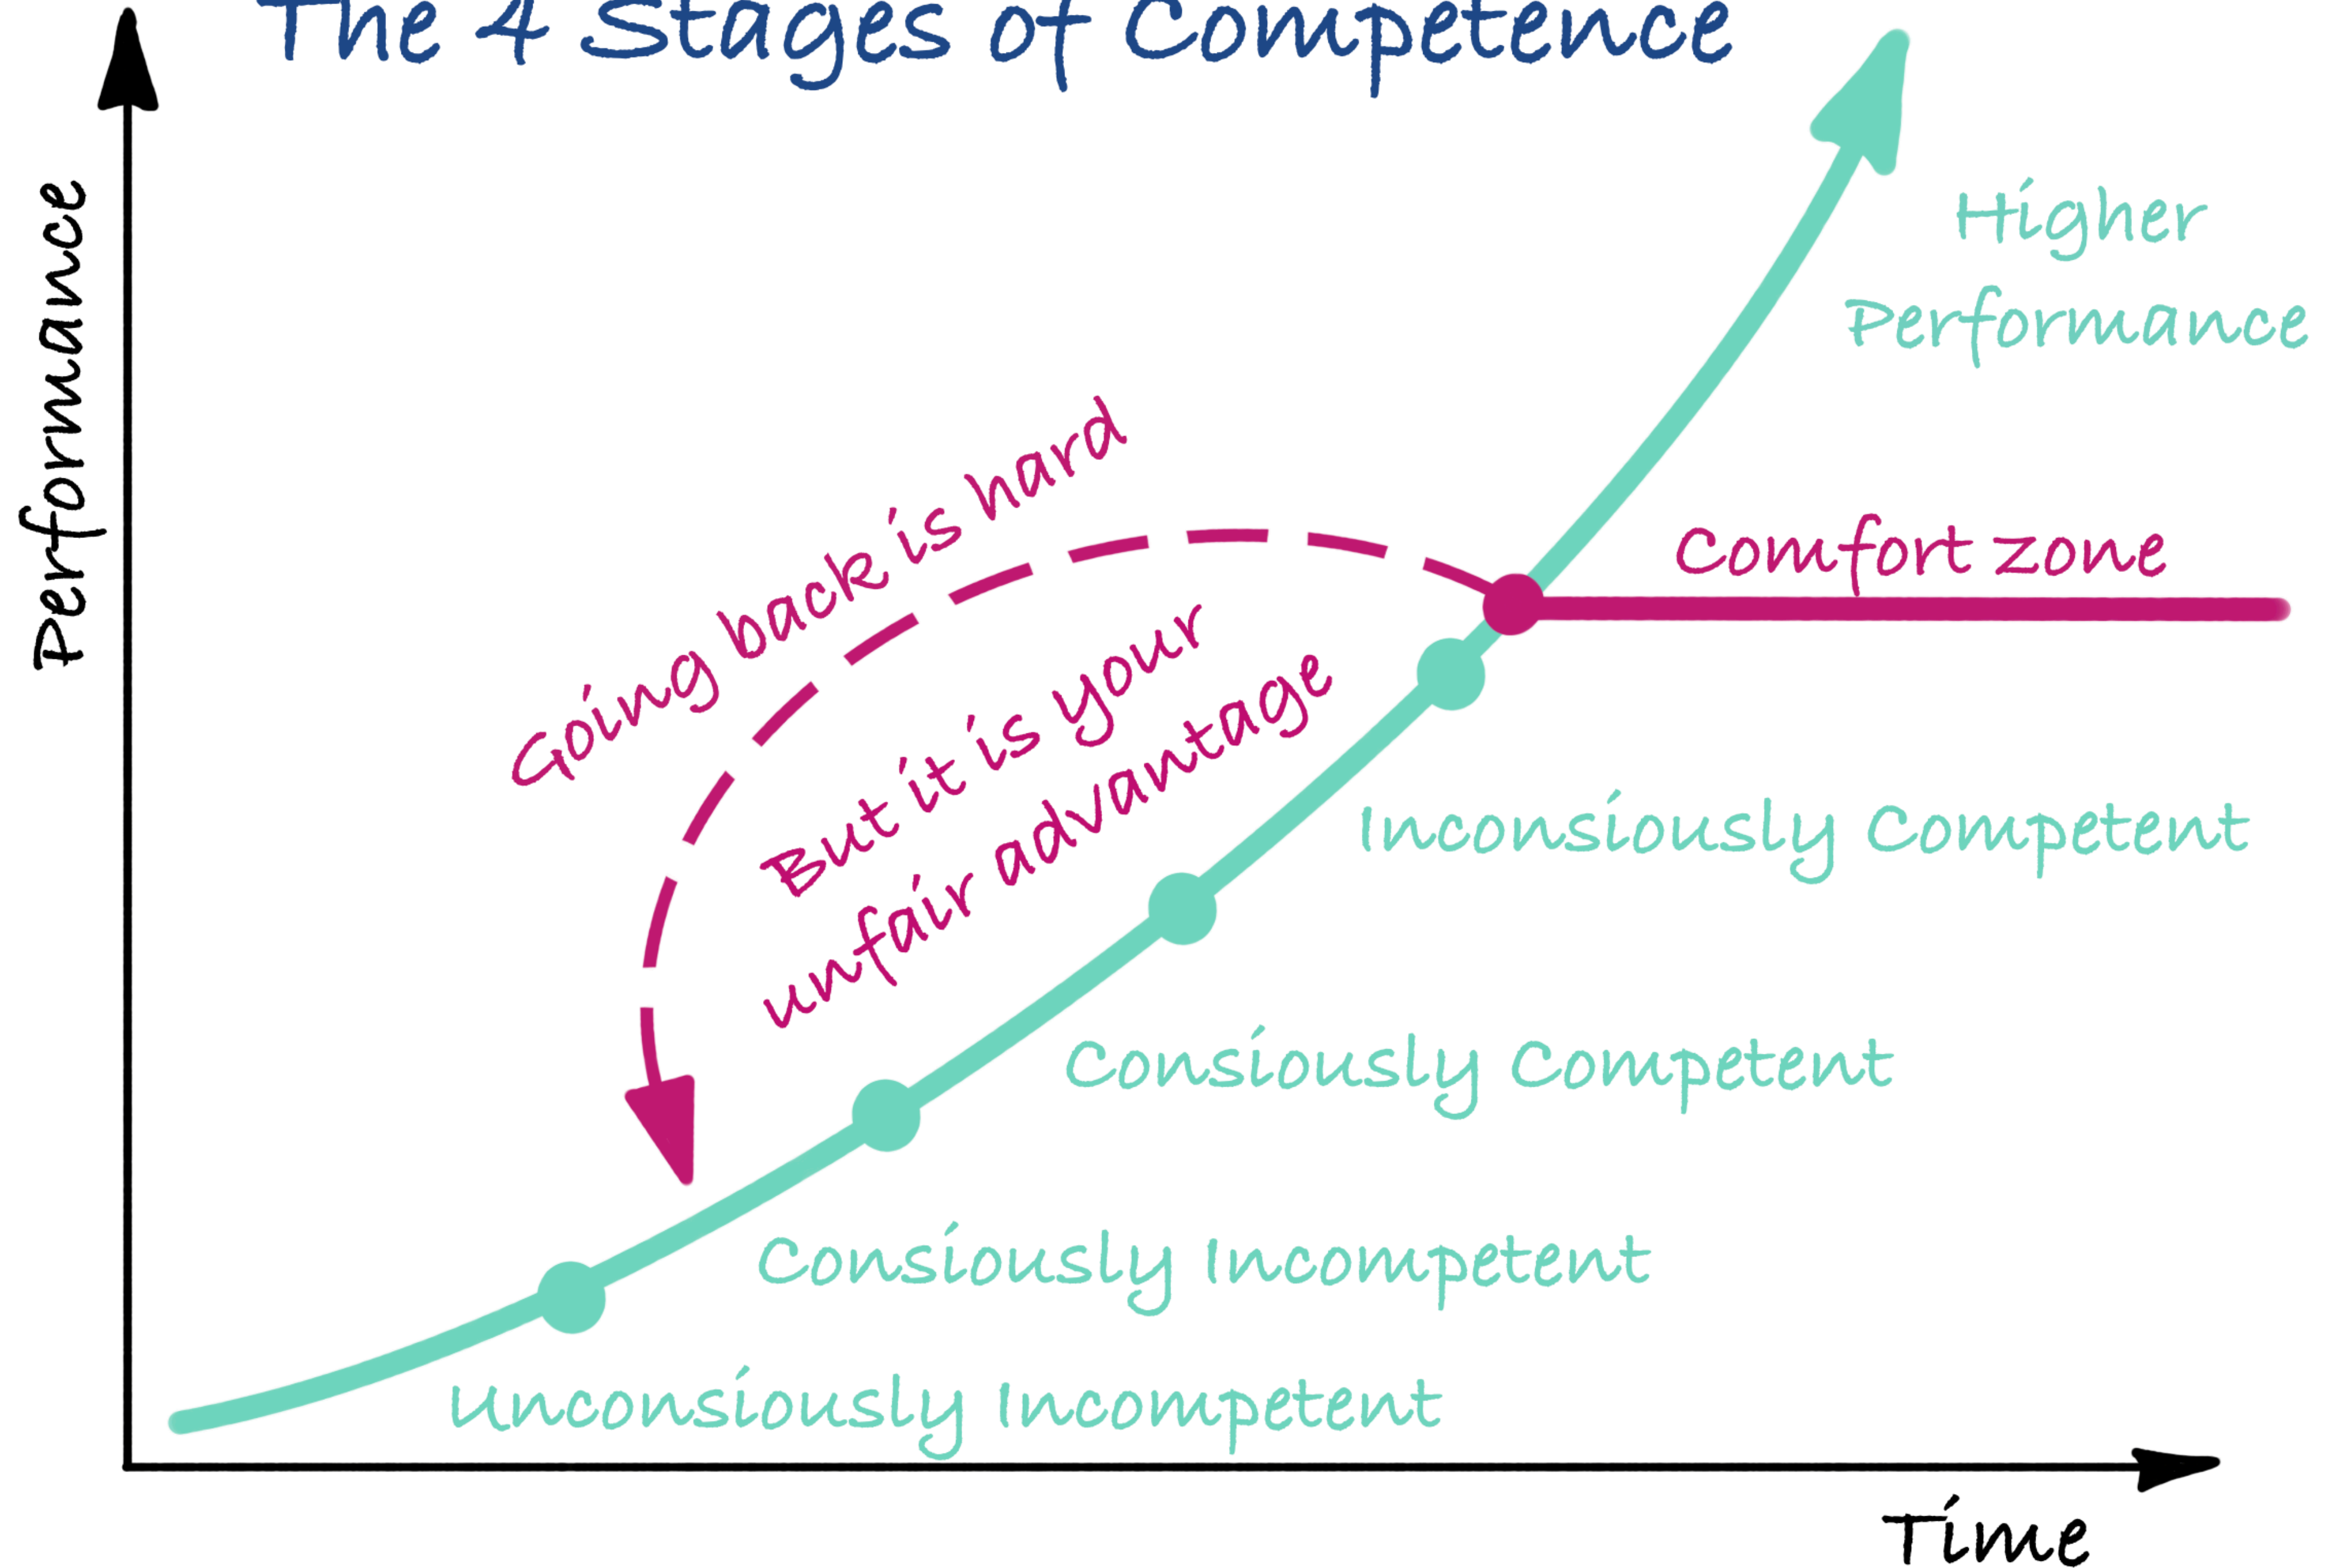 The 4 Stages of Competence
Performance
Higher
Performance
Going back is hard
But it is your
unfair advantage
Comfort zone
Inconsiously Competent
Consiously Competent
Consiously Incompetent
Unconsiously Incompetent
Time